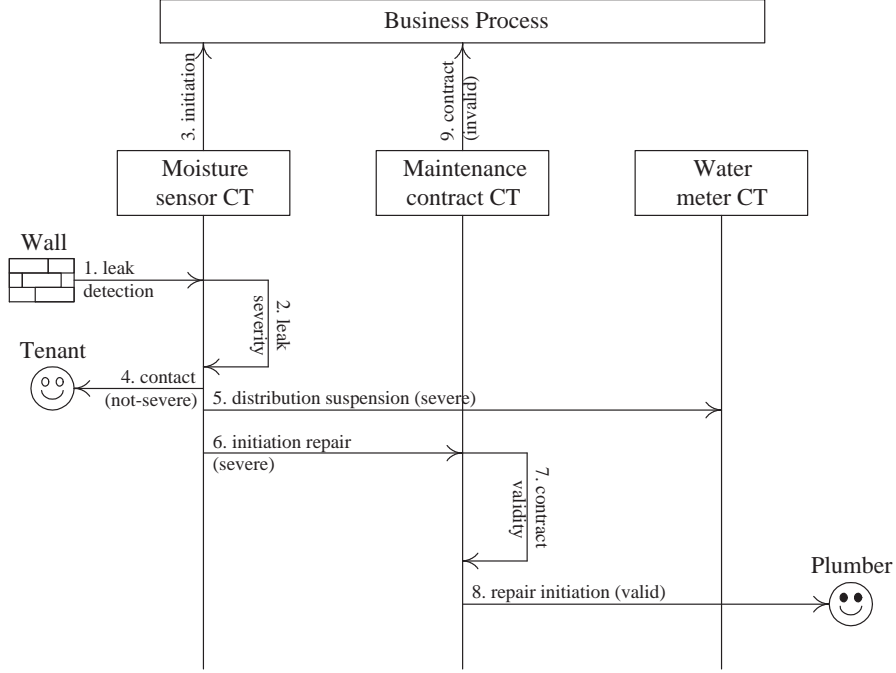 Business Process
3. initiation
9. contract
(invalid)
Moisture
sensor CT
Maintenance
contract CT
Water
meter CT
Wall
1. leak
detection
2. leak
severity
Tenant
4. contact
(not-severe)
5. distribution suspension (severe)
6. initiation repair
(severe)
7. contract
validity
Plumber
8. repair initiation (valid)